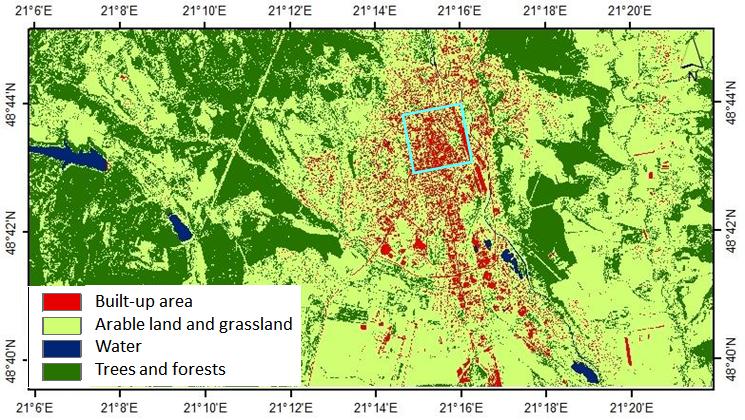 21°6'E 21°8'E 21°10'E 21°12'E 21°14'E 21°16'E 21°18'E 21°20'E
48°44'N 48°44'N
N
48°42'N 48°42'N
Built-up area
Arable land and grassland
Water
Trees and forests
48°40'N 48°40'N
21°6'E 21°8'E 21°10'E 21°12'E 21°14'E 21°16'E 21°18'E 21°20'E